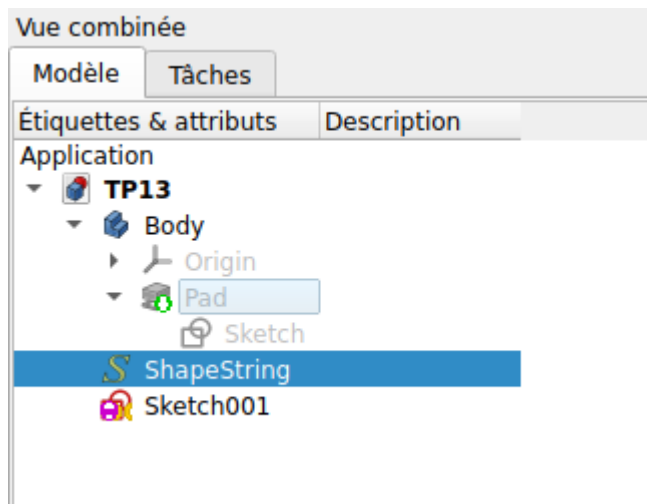 Vue combinée
Modèle Tâches
Étiquettes & attributs Description
Application
TP13
Body
Origin
Pad
Sketch
ShapeString
Sketch001